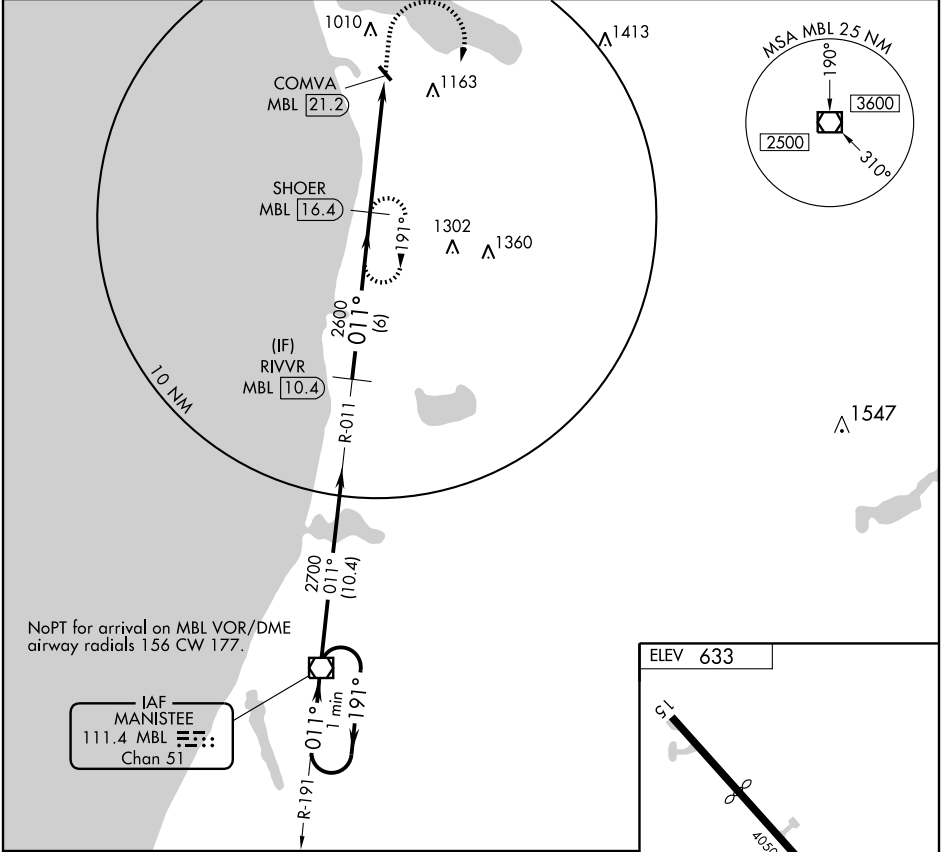 1010
1413
MSA MBL 25 NM
190°
3600
2500
310°
COMVA
MBL 21.2
1163
SHOER
MBL 16.4
191°
1302
1360
2600
011°
(6)
(IF)
RIVVR
MBL 10.4
10 NM
R-011
1547
2700
011°
(10.4)
NoPT for arrival on MBL VOR/DME
airway radials 156 CW 177.
IAF
MANISTEE
111.4 MBL
Chan 51
011°
1 min
191°
R-191
ELEV 633
15
4050